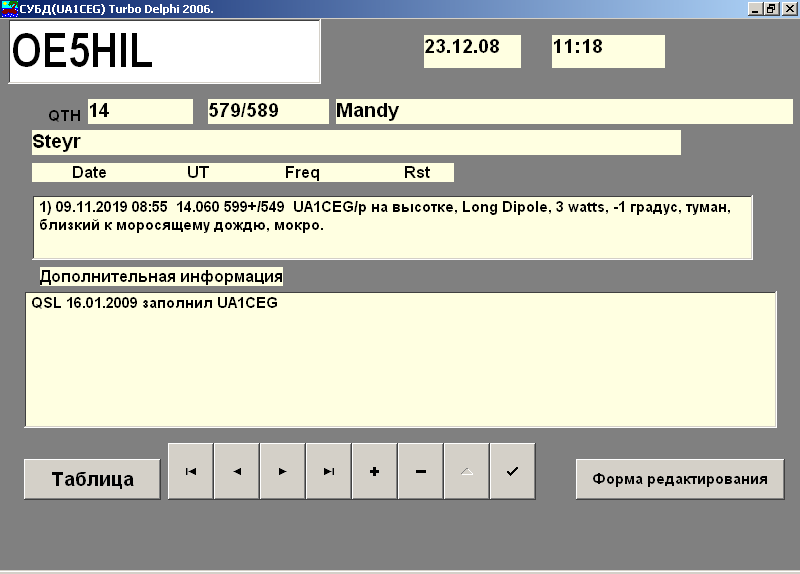 СУБД(UA1CEG) Turbo Delphi 2006.
OE5HIL
23.12.08 11:18
QTH 14 579/589 Mandy
Steyr
Date UT Freq Rst
1) 09.11.2019 08:55 14.060 599+/549 UA1CEG/p на высотке, Long Dipole, 3 watts, -1 градус, туман,
близкий к моросящему дождю, мокро.
Дополнительная информация
QSL 16.01.2009 заполнил UA1CEG
Таблица
Форма редактирования